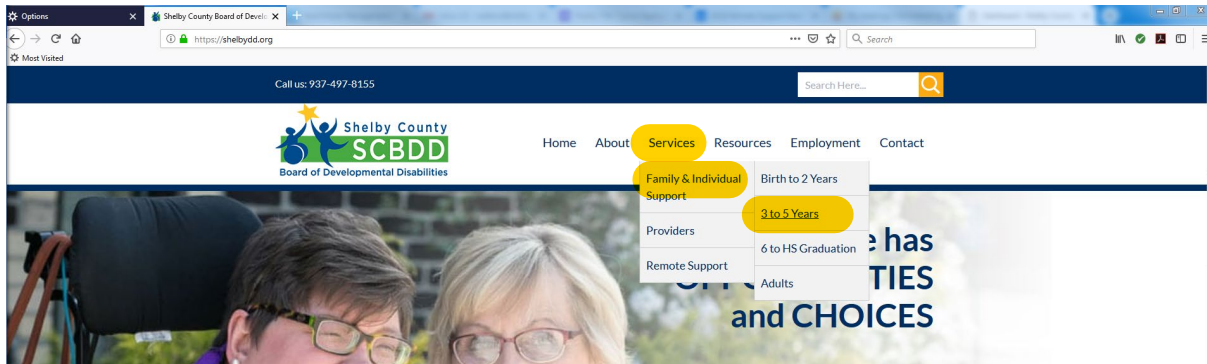 Options
Shelby County Board of Develo
https://shelbydd.org
Search
Most Visited
Call us: 937-497-8155
Search Here...
Shelby County
SCBDD
Board of Developmental Disabilities
Home About Services Resources Employment Contact
Family & Individual
Support
Providers
Remote Support
Birth to 2 Years
3 to 5 Years
6 to HS Graduation
Adults
e has
TIES
and CHOICES